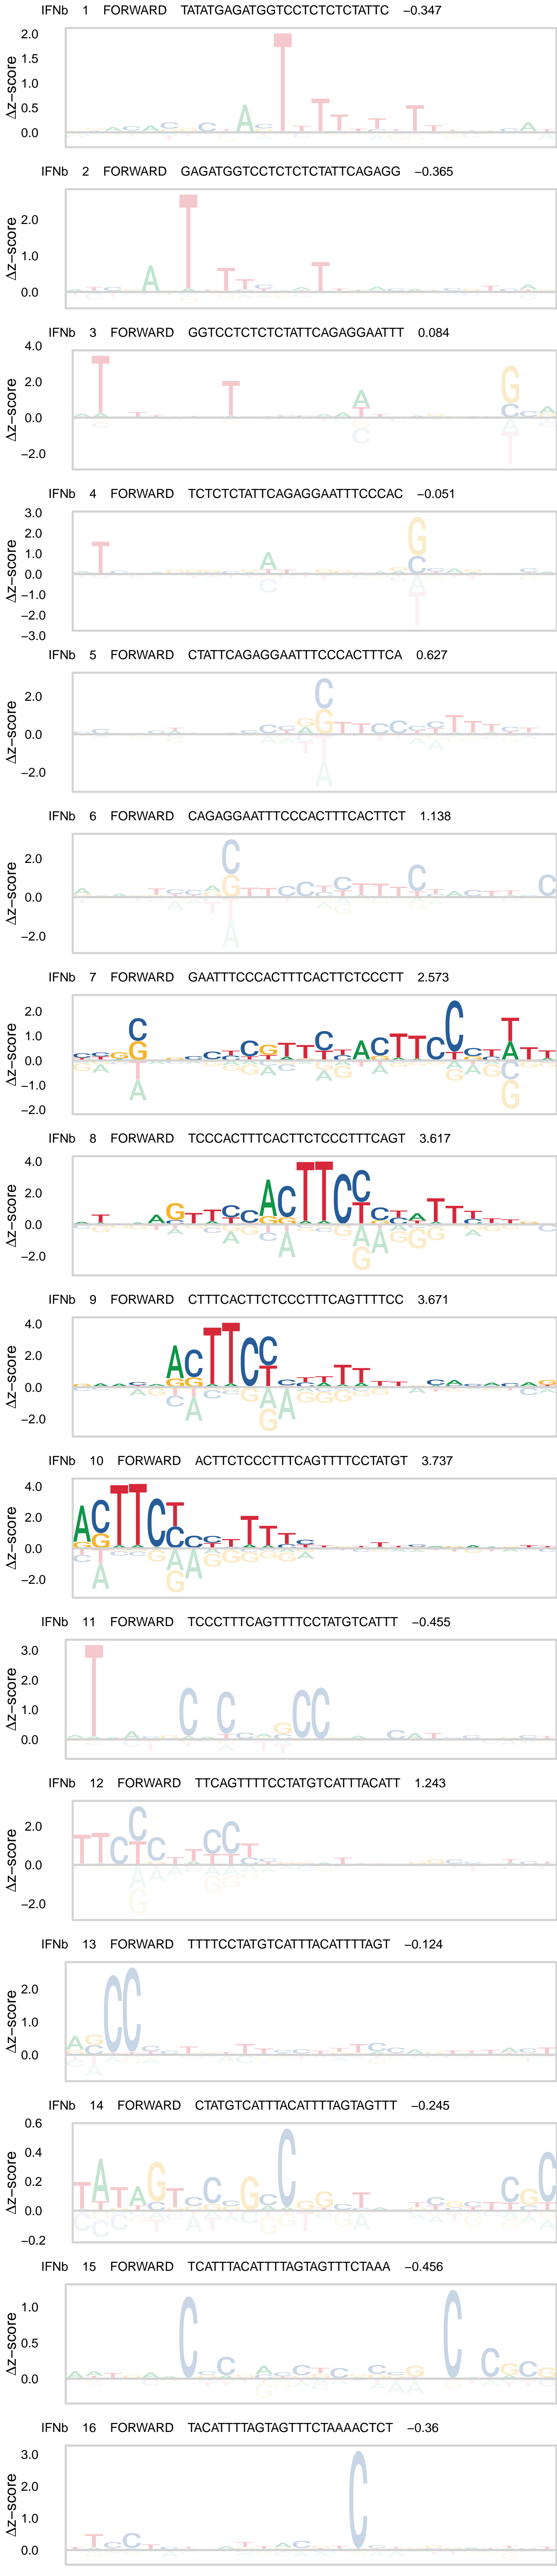 IFNb 1 FORWARD TATATGAGATGGTCCTCTCTCTATTC −0.347
2.0
1.5
1.0
0.5
0.0
Δz−score
IFNb 2 FORWARD GAGATGGTCCTCTCTCTATTCAGAGG −0.365
2.0
1.0
0.0
Δz−score
IFNb 3 FORWARD GGTCCTCTCTCTATTCAGAGGAATTT 0.084
4.0
2.0
0.0
−2.0
Δz−score
IFNb 4 FORWARD TCTCTCTATTCAGAGGAATTTCCCAC −0.051
3.0
2.0
1.0
0.0
−1.0
−2.0
−3.0
Δz−score
IFNb 5 FORWARD CTATTCAGAGGAATTTCCCACTTTCA 0.627
2.0
0.0
−2.0
Δz−score
IFNb 6 FORWARD CAGAGGAATTTCCCACTTTCACTTCT 1.138
2.0
0.0
−2.0
Δz−score
IFNb 7 FORWARD GAATTTCCCACTTTCACTTCTCCCTT 2.573
2.0
1.0
0.0
−1.0
−2.0
Δz−score
IFNb 8 FORWARD TCCCACTTTCACTTCTCCCTTTCAGT 3.617
4.0
2.0
0.0
−2.0
Δz−score
IFNb 9 FORWARD CTTTCACTTCTCCCTTTCAGTTTTCC 3.671
4.0
2.0
0.0
−2.0
Δz−score
IFNb 10 FORWARD ACTTCTCCCTTTCAGTTTTCCTATGT 3.737
4.0
2.0
0.0
−2.0
Δz−score
IFNb 11 FORWARD TCCCTTTCAGTTTTCCTATGTCATTT −0.455
3.0
2.0
1.0
0.0
Δz−score
IFNb 12 FORWARD TTCAGTTTTCCTATGTCATTTACATT 1.243
2.0
0.0
−2.0
Δz−score
IFNb 13 FORWARD TTTTCCTATGTCATTTACATTTTAGT −0.124
2.0
1.0
0.0
Δz−score
IFNb 14 FORWARD CTATGTCATTTACATTTTAGTAGTTT −0.245
0.6
0.4
0.2
0.0
−0.2
Δz−score
IFNb 15 FORWARD TCATTTACATTTTAGTAGTTTCTAAA −0.456
1.0
0.5
0.0
Δz−score
IFNb 16 FORWARD TACATTTTAGTAGTTTCTAAAACTCT −0.36
3.0
2.0
1.0
0.0
Δz−score